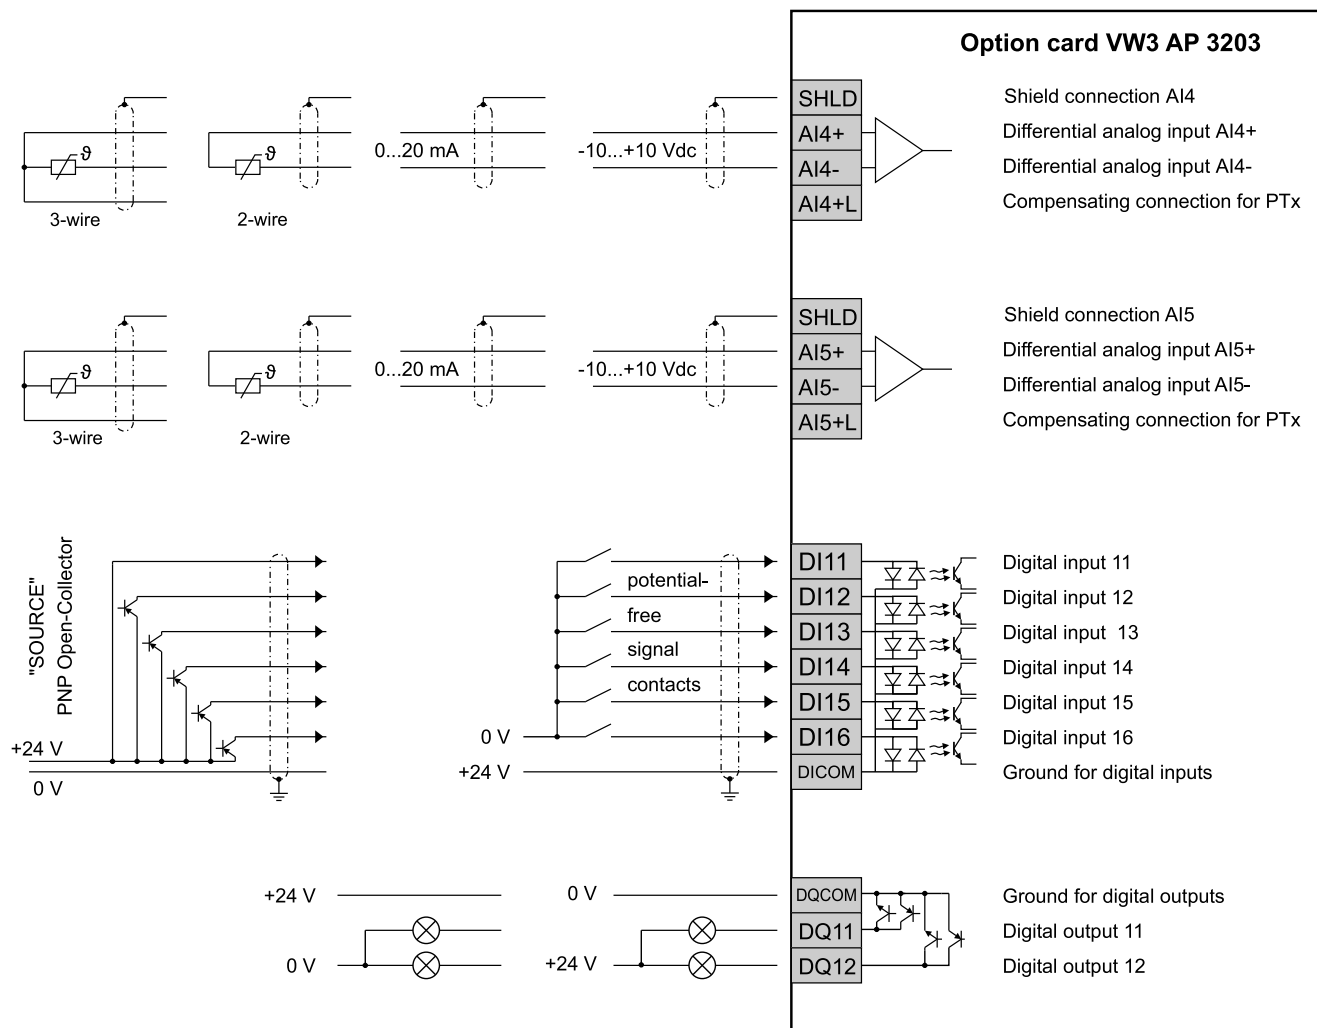 Option card VW3 AP 3203
SHLD Shield connection AI4
AI4+ Differential analog input AI4+
0...20 mA -10...+10 Vdc
ϑ ϑ
AI4- Differential analog input AI4-
AI4+L Compensating connection for PTx
3-wire 2-wire
SHLD Shield connection AI5
AI5+ Differential analog input AI5+
0...20 mA -10...+10 Vdc
ϑ ϑ
AI5- Differential analog input AI5-
AI5+L Compensating connection for PTx
3-wire 2-wire
"SOURCE"
PNP Open-Collector
DI11 Digital input 11
potential-
DI12 Digital input 12
free
DI13 Digital input 13
signal
DI14 Digital input 14
contacts
DI15 Digital input 15
+24 V 0 V DI16 Digital input 16
0 V +24 V DICOM Ground for digital inputs
+24 V 0 V DQCOM Ground for digital outputs
DQ11 Digital output 11
0 V +24 V DQ12 Digital output 12